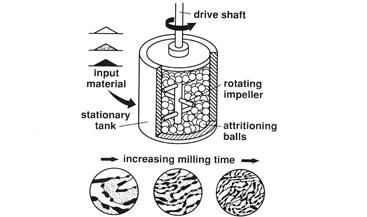 drive shaft
input
material
stationary
tank
rotating
impeller
attritioning
balls
increasing milling time